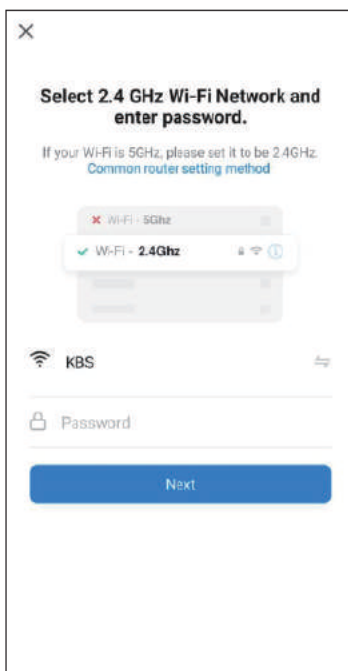 Select 2.4 GHz Wi-Fi Network and
enter password.
If your Wi-Fi is 5GHz, please set it to be 2.4GHz.
Common router setting method
Wi-Fi - 5Ghz
Wi-Fi - 2.4Ghz
KBS
Password
Next